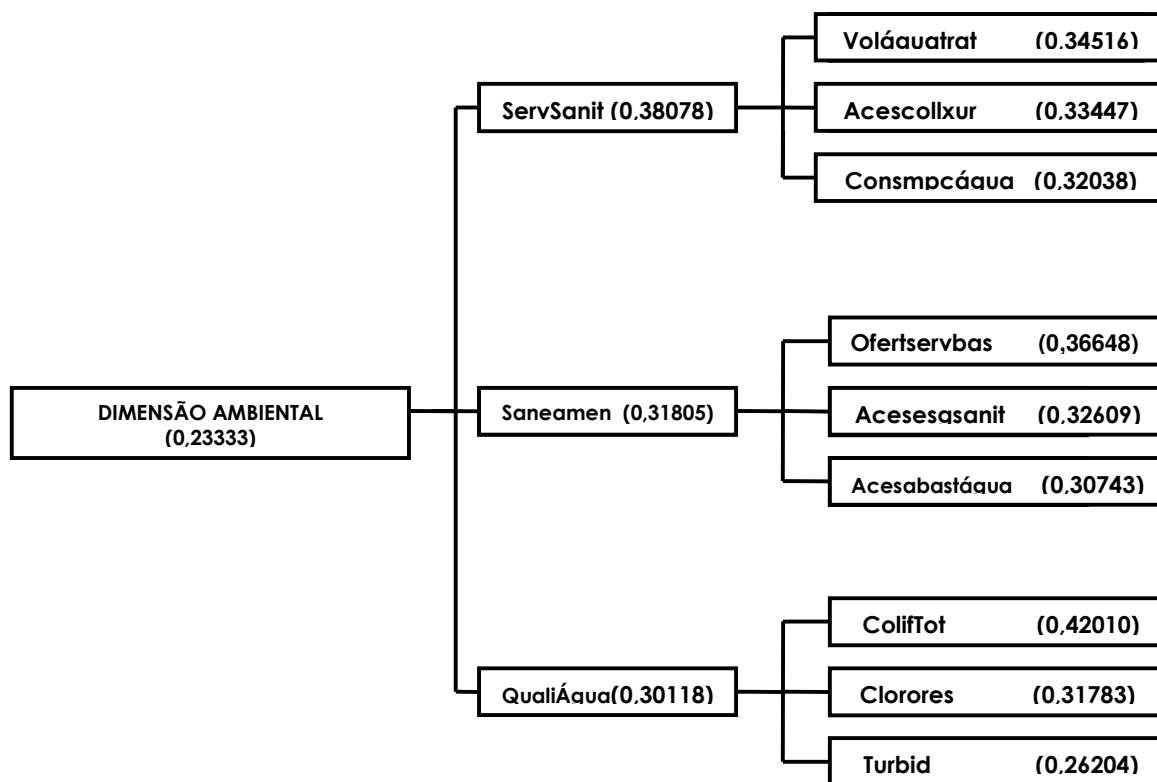 Voláguatrat (0,34516)
ServSanit (0,38078)
Acescollxur (0,33447)
Consmpcágua (0,32038)
Ofertservbas (0,36648)
DIMENSÃO AMBIENTAL
(0,23333)
Saneamen (0,31805)
Acesesgsanit (0,32609)
Acesabastágua (0,30743)
ColifTot (0,42010)
QualiÁgua(0,30118)
Clorores (0,31783)
Turbid (0,26204)